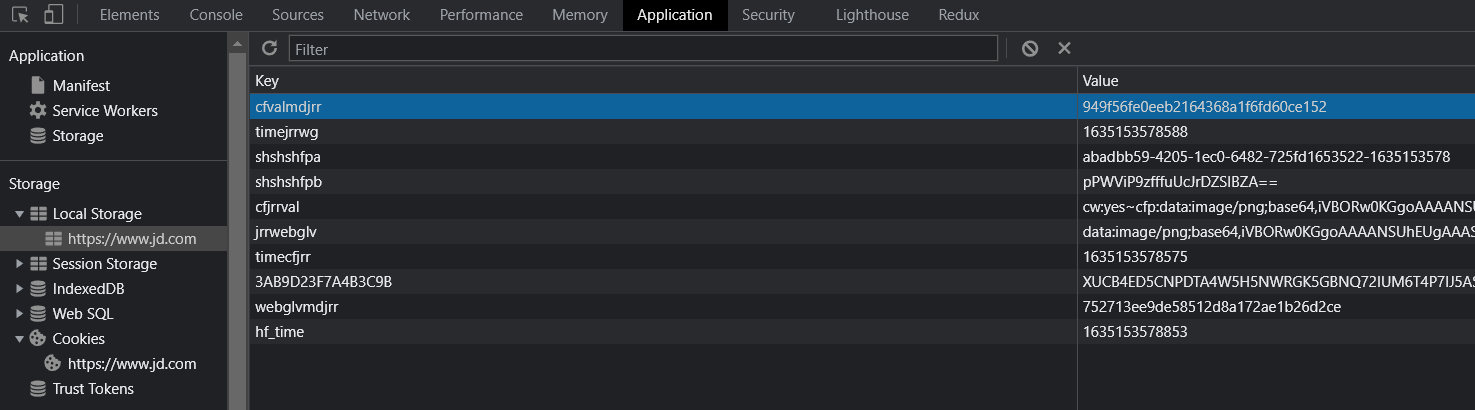 Elements Console Sources Network Performance Memory Application Security Lighthouse Redux
Application
Manifest
Service Workers
Storage
Storage
Local Storage
https://www.jd.com
Session Storage
IndexedDB
Web SQL
Cookies
https://www.jd.com
Trust Tokens
Filter
Key Value
cfvalmdjrr 949f56fe0eeb2164368a1f6fd60ce152
timejrrwg 1635153578588
shshshfpa abadbb59-4205-1ec0-6482-725fd1653522-1635153578
shshshfpb pPWViP9zfffuUcJrDZSIBZA==
cfjrrval cw:yes~cfp:data:image/png;base64,iVBORw0KGgoAAAANSU
jrrwebglv data:image/png;base64,iVBORw0KGgoAAAANSUhEUgAAAS
timecfjrr 1635153578575
3AB9D23F7A4B3C9B XUCB4ED5CNPDTA4W5H5NWRGK5GBNQ72IUM6T4P7IJ5AS
webglvmdjrr 752713ee9de58512d8a172ae1b26d2ce
hf_time 1635153578853